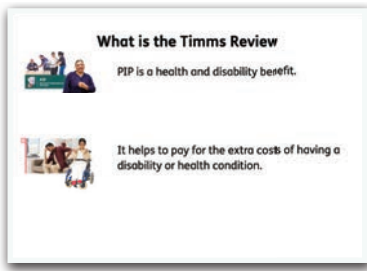 What is the Timms Review
PIP is a health and disability benefit.
It helps to pay for the extra costs of having a
disability or health condition.